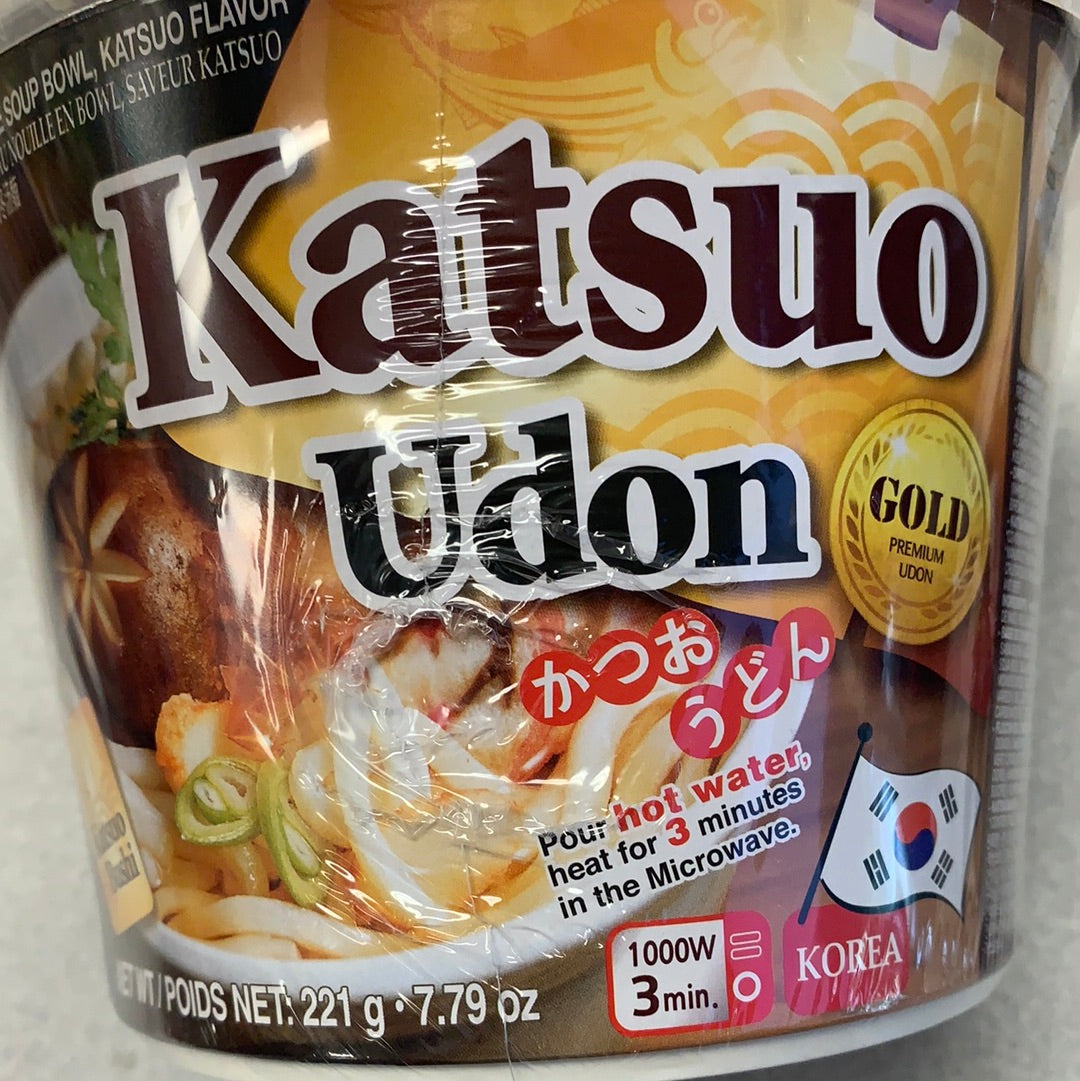 SOUP BOWL, KATSUO FLAVOR
NOUILLE EN BOWL, SAVEUR KATSUO
Katsuo
Udon
GOLD
PREMIUM
UDON
かつお
うどん
Pour hot water,
heat for 3 minutes
in the Microwave.
1000W
3min.
KOREA
NET WT / POIDS NET: 221 g • 7.79 oz